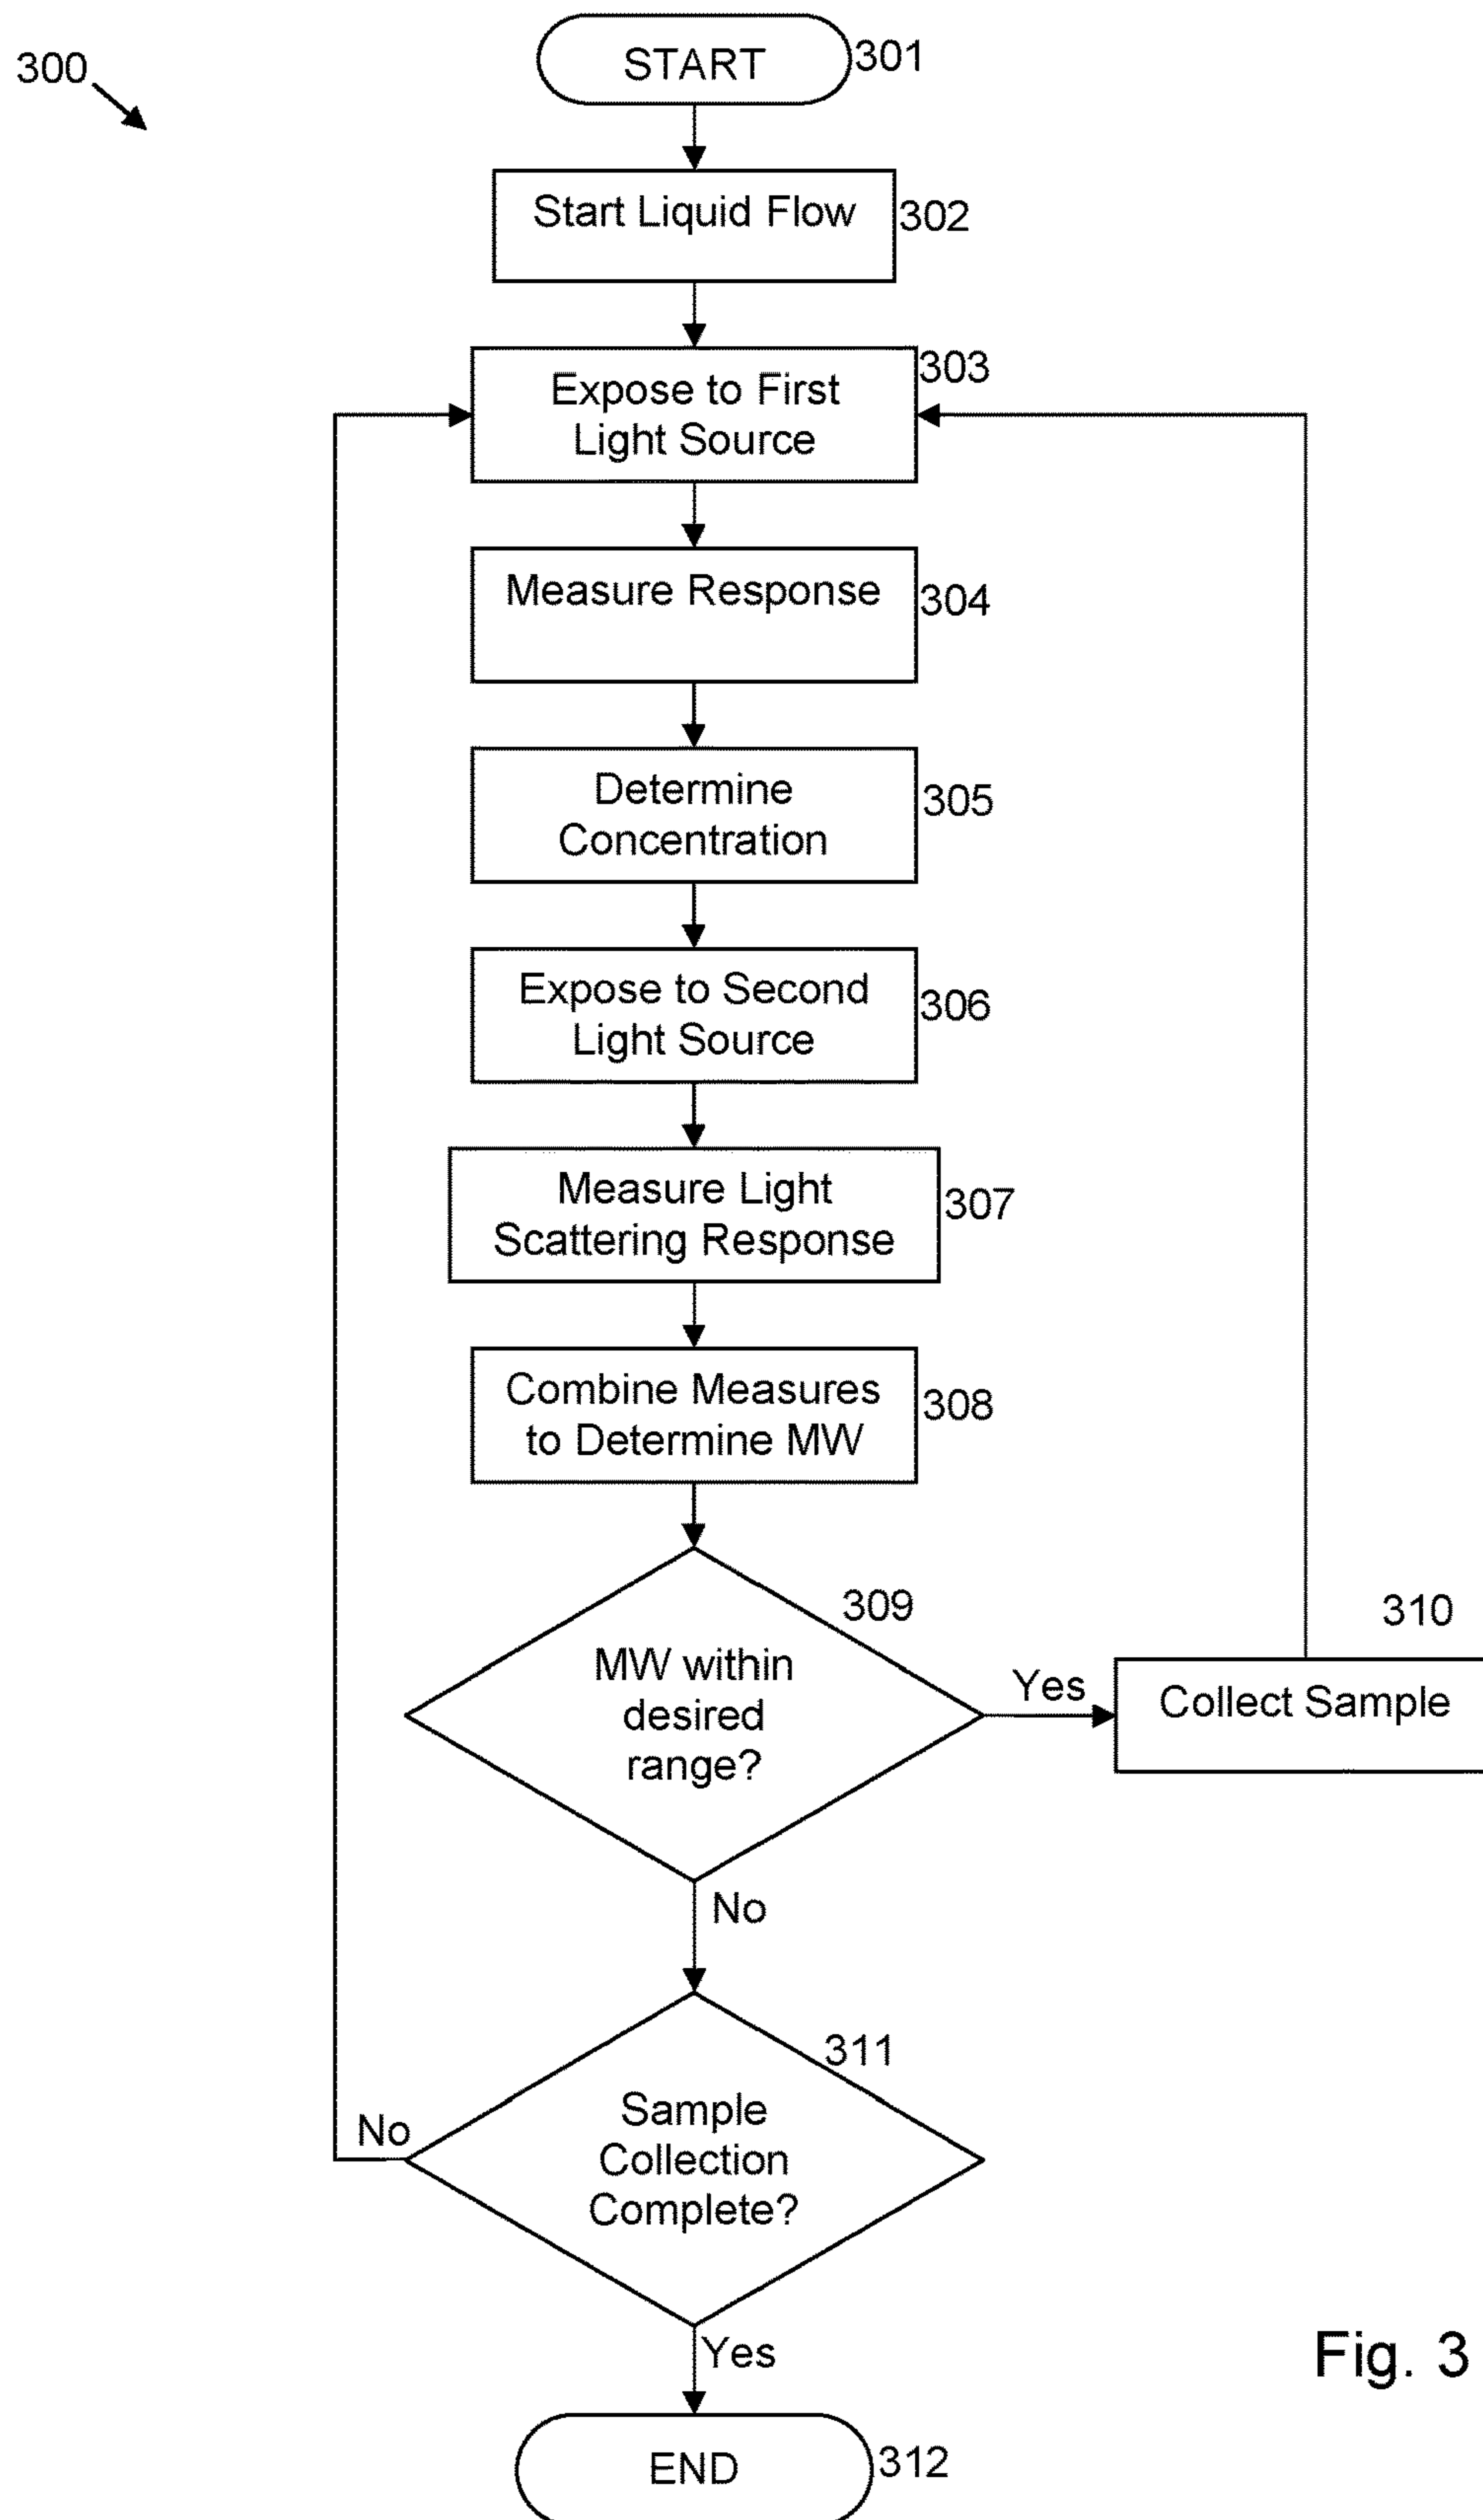 300
START
301
Start Liquid Flow
302
Expose to First
Light Source
303
Measure Response
304
Determine
Concentration
305
Expose to Second
Light Source
306
Measure Light
Scattering Response
307
Combine Measures
to Determine MW
308
309
MW within
desired
range?
Yes
310
Collect Sample
No
311
Sample
Collection
Complete?
No
Yes
END
312
Fig. 3